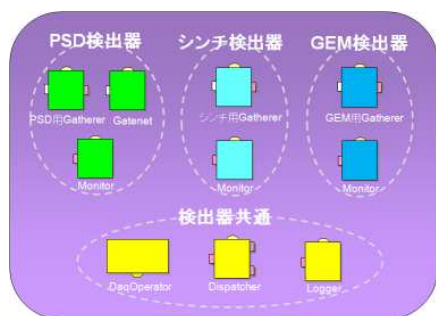 PSD検出器 シンチ検出器 GEM検出器
PSD用Gatherer Gatenet シンチ用Gatherer GEM用Gatherer
Monitor Monitor Monitor
検出器共通
DaqOperator Dispatcher Logger